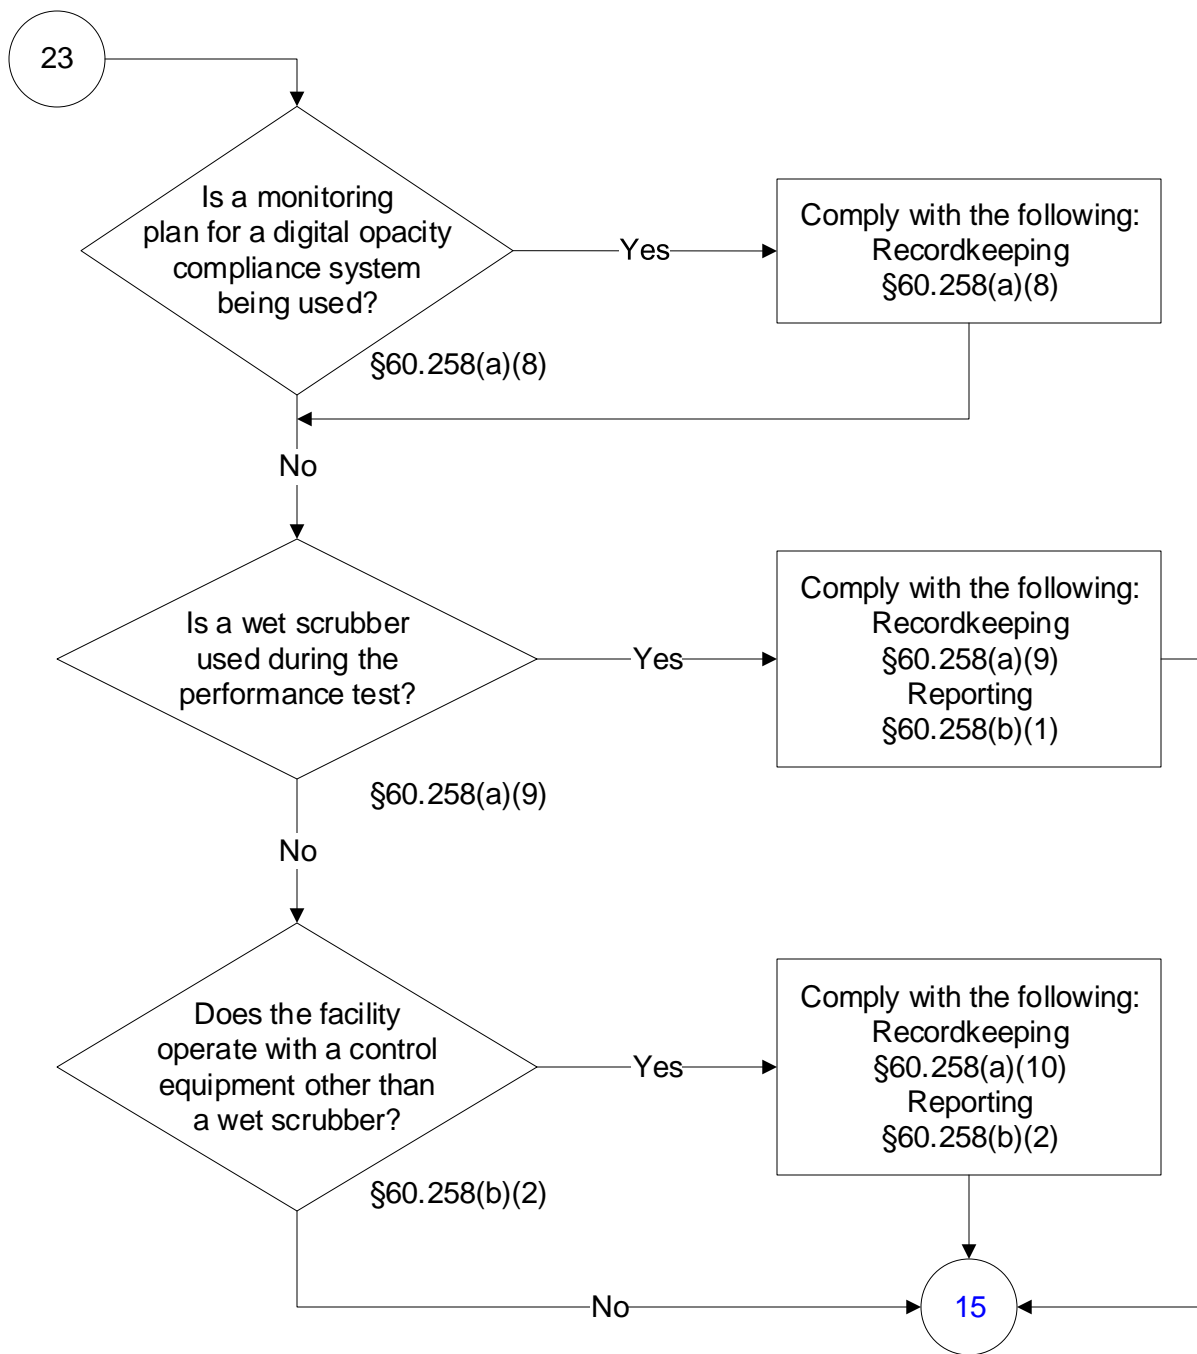 23
Is a monitoring
plan for a digital opacity
compliance system
being used?
Yes
Comply with the following:
Recordkeeping
§60.258(a)(8)
§60.258(a)(8)
No
Is a wet scrubber
used during the
performance test?
Yes
Comply with the following:
Recordkeeping
§60.258(a)(9)
Reporting
§60.258(b)(1)
§60.258(a)(9)
No
Does the facility
operate with a control
equipment other than
a wet scrubber?
Yes
Comply with the following:
Recordkeeping
§60.258(a)(10)
Reporting
§60.258(b)(2)
§60.258(b)(2)
No
15